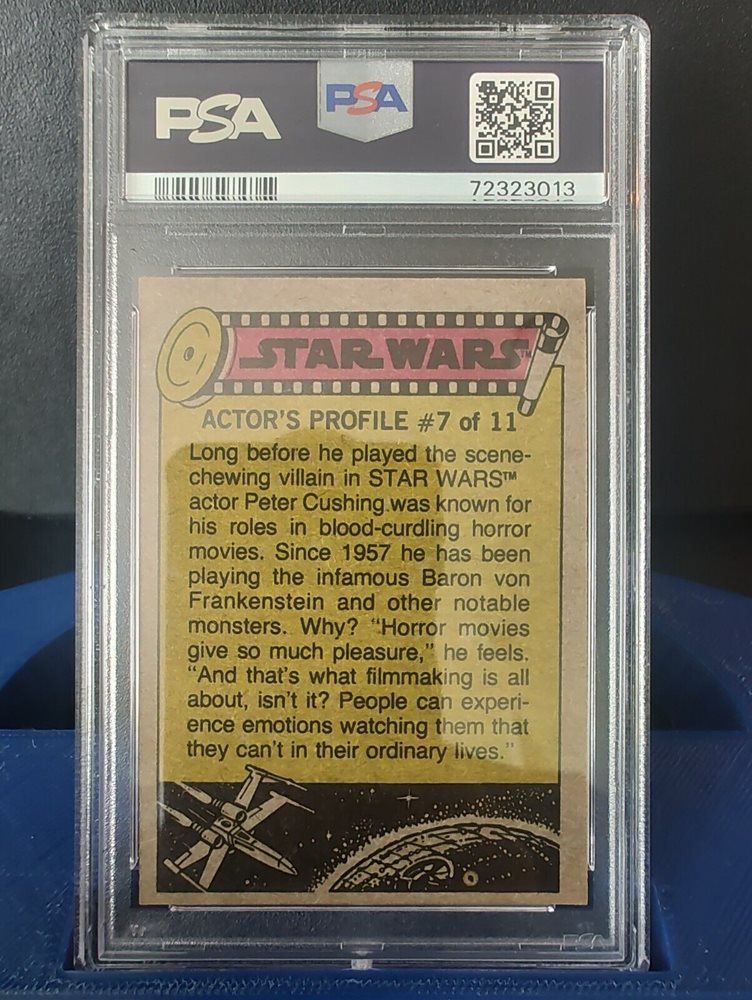 PSA
PSA
72323013
STAR WARS™
ACTOR'S PROFILE #7 of 11
Long before he played the scene-
chewing villain in STAR WARS™
actor Peter Cushing was known for
his roles in blood-curdling horror
movies. Since 1957 he has been
playing the infamous Baron von
Frankenstein and other notable
monsters. Why? "Horror movies
give so much pleasure," he feels.
"And that's what filmmaking is all
about, isn't it? People can experi-
ence emotions watching them that
they can't in their ordinary lives."
PSA